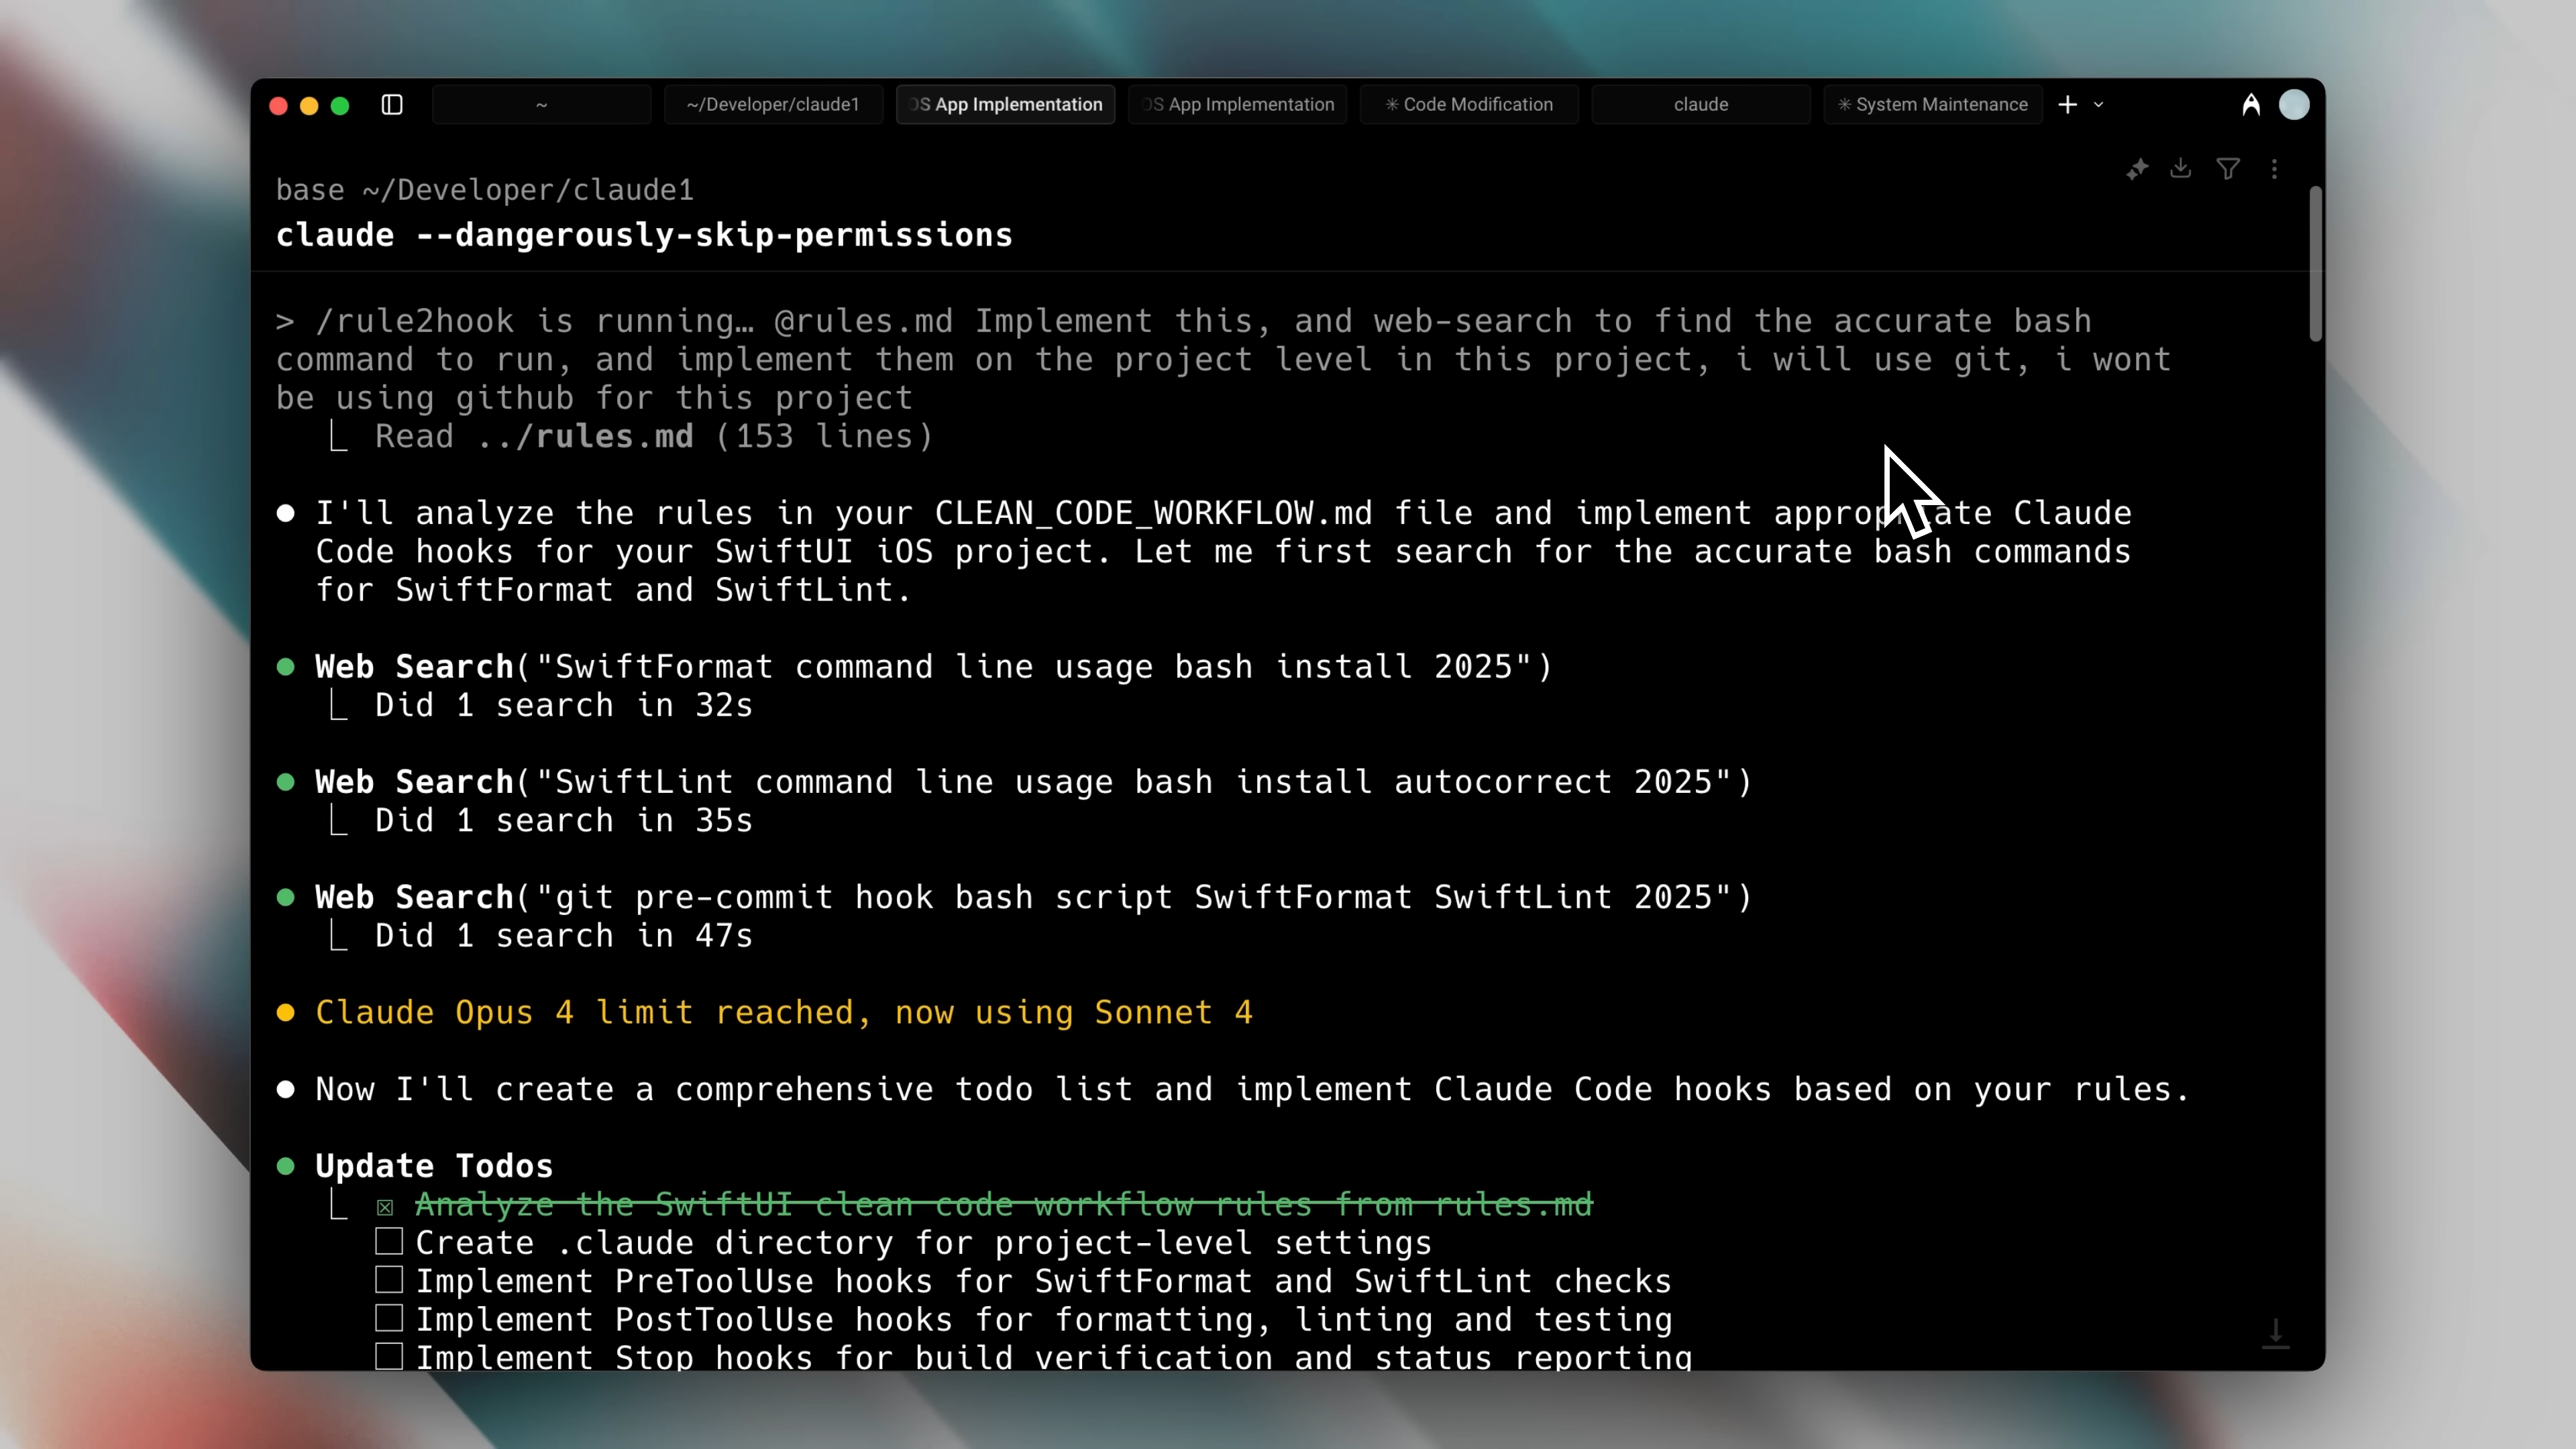 ~
~/Developer/claude1
OS App Implementation
OS App Implementation
✳ Code Modification
claude
✳ System Maintenance
base ~/Developer/claude1
claude --dangerously-skip-permissions
> /rule2hook is running… @rules.md Implement this, and web-search to find the accurate bash
command to run, and implement them on the project level in this project, i will use git, i wont
be using github for this project
⎿ Read ../rules.md (153 lines)
● I'll analyze the rules in your CLEAN_CODE_WORKFLOW.md file and implement appropriate Claude
Code hooks for your SwiftUI iOS project. Let me first search for the accurate bash commands
for SwiftFormat and SwiftLint.
● Web Search("SwiftFormat command line usage bash install 2025")
⎿ Did 1 search in 32s
● Web Search("SwiftLint command line usage bash install autocorrect 2025")
⎿ Did 1 search in 35s
● Web Search("git pre-commit hook bash script SwiftFormat SwiftLint 2025")
⎿ Did 1 search in 47s
● Claude Opus 4 limit reached, now using Sonnet 4
● Now I'll create a comprehensive todo list and implement Claude Code hooks based on your rules.
● Update Todos
⎿ ☒ Analyze the SwiftUI clean code workflow rules from rules.md
☐ Create .claude directory for project-level settings
☐ Implement PreToolUse hooks for SwiftFormat and SwiftLint checks
☐ Implement PostToolUse hooks for formatting, linting and testing
☐ Implement Stop hooks for build verification and status reporting